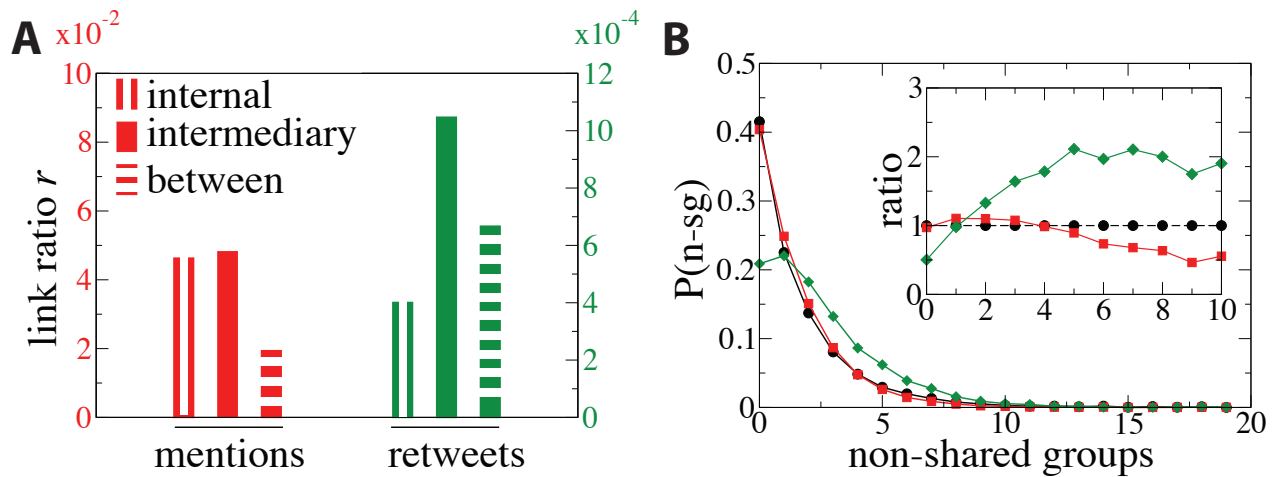 A
x10-2
x10-4
10
8
6
4
2
0
link ratio r
internal
intermediary
between
12
10
8
6
4
2
0
mentions
retweets
B
0.5
0.4
0.3
0.2
0.1
0
P(n-sg)
0
5
10
15
20
non-shared groups
3
2
1
0
ratio
0
2
4
6
8
10